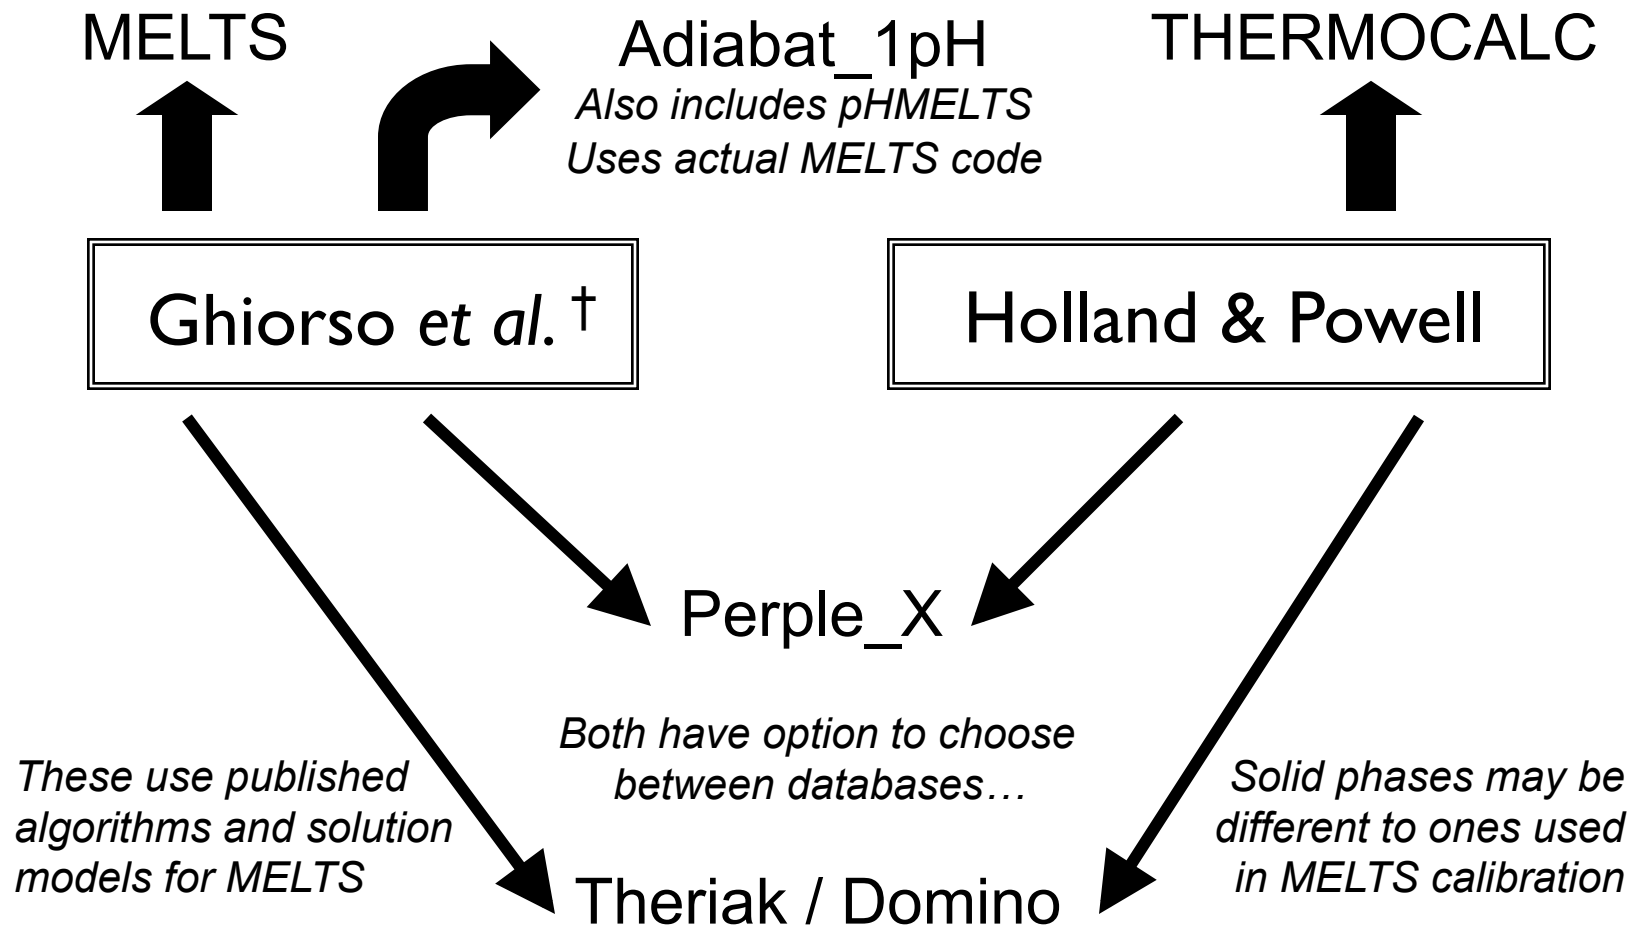 MELTS
Adiabat_1pH
Also includes pHMELTS
Uses actual MELTS code
THERMOCALC
Ghiorso et al. †
Holland & Powell
Perple_X
Both have option to choose
between databases…
These use published
algorithms and solution
models for MELTS
Solid phases may be
different to ones used
in MELTS calibration
Theriak / Domino